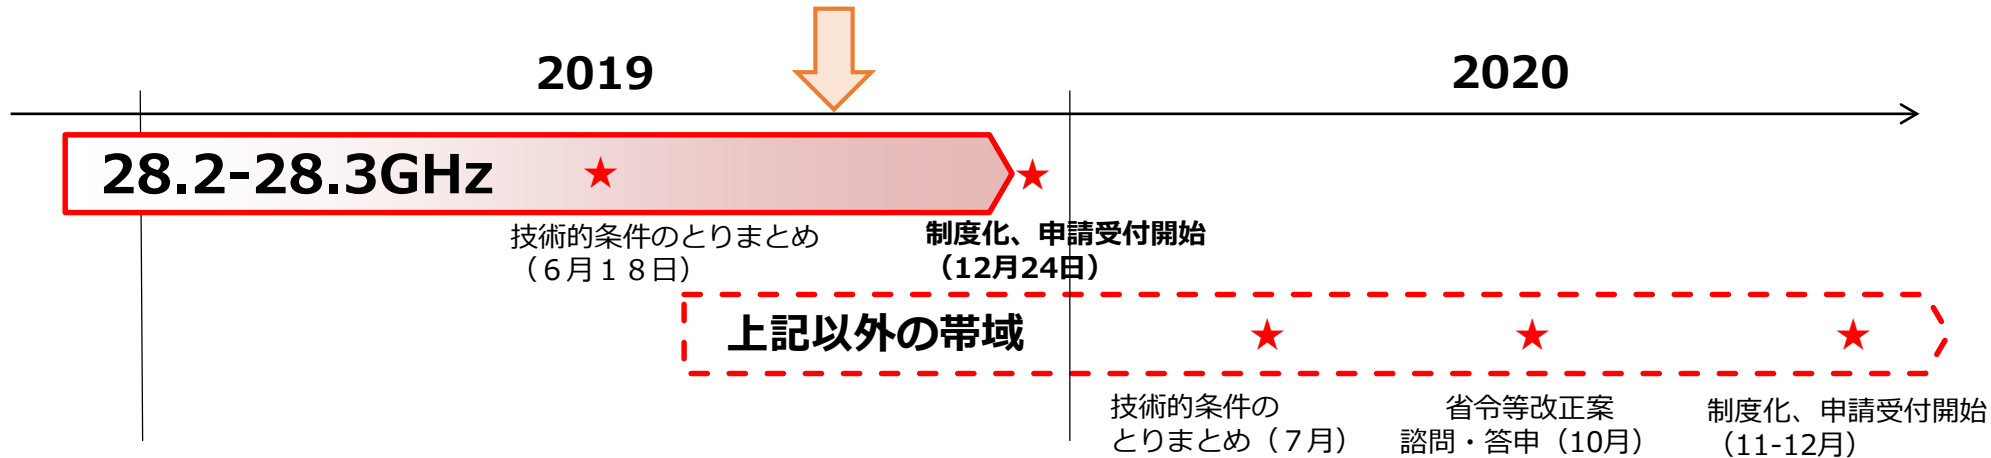 2019
2020
28.2-28.3GHz
技術的条件のとりまとめ
（６月１８日）
制度化、申請受付開始
（12月24日）
上記以外の帯域
技術的条件の
とりまとめ（７月）
省令等改正案
諮問・答申（10月）
制度化、申請受付開始
（11-12月）